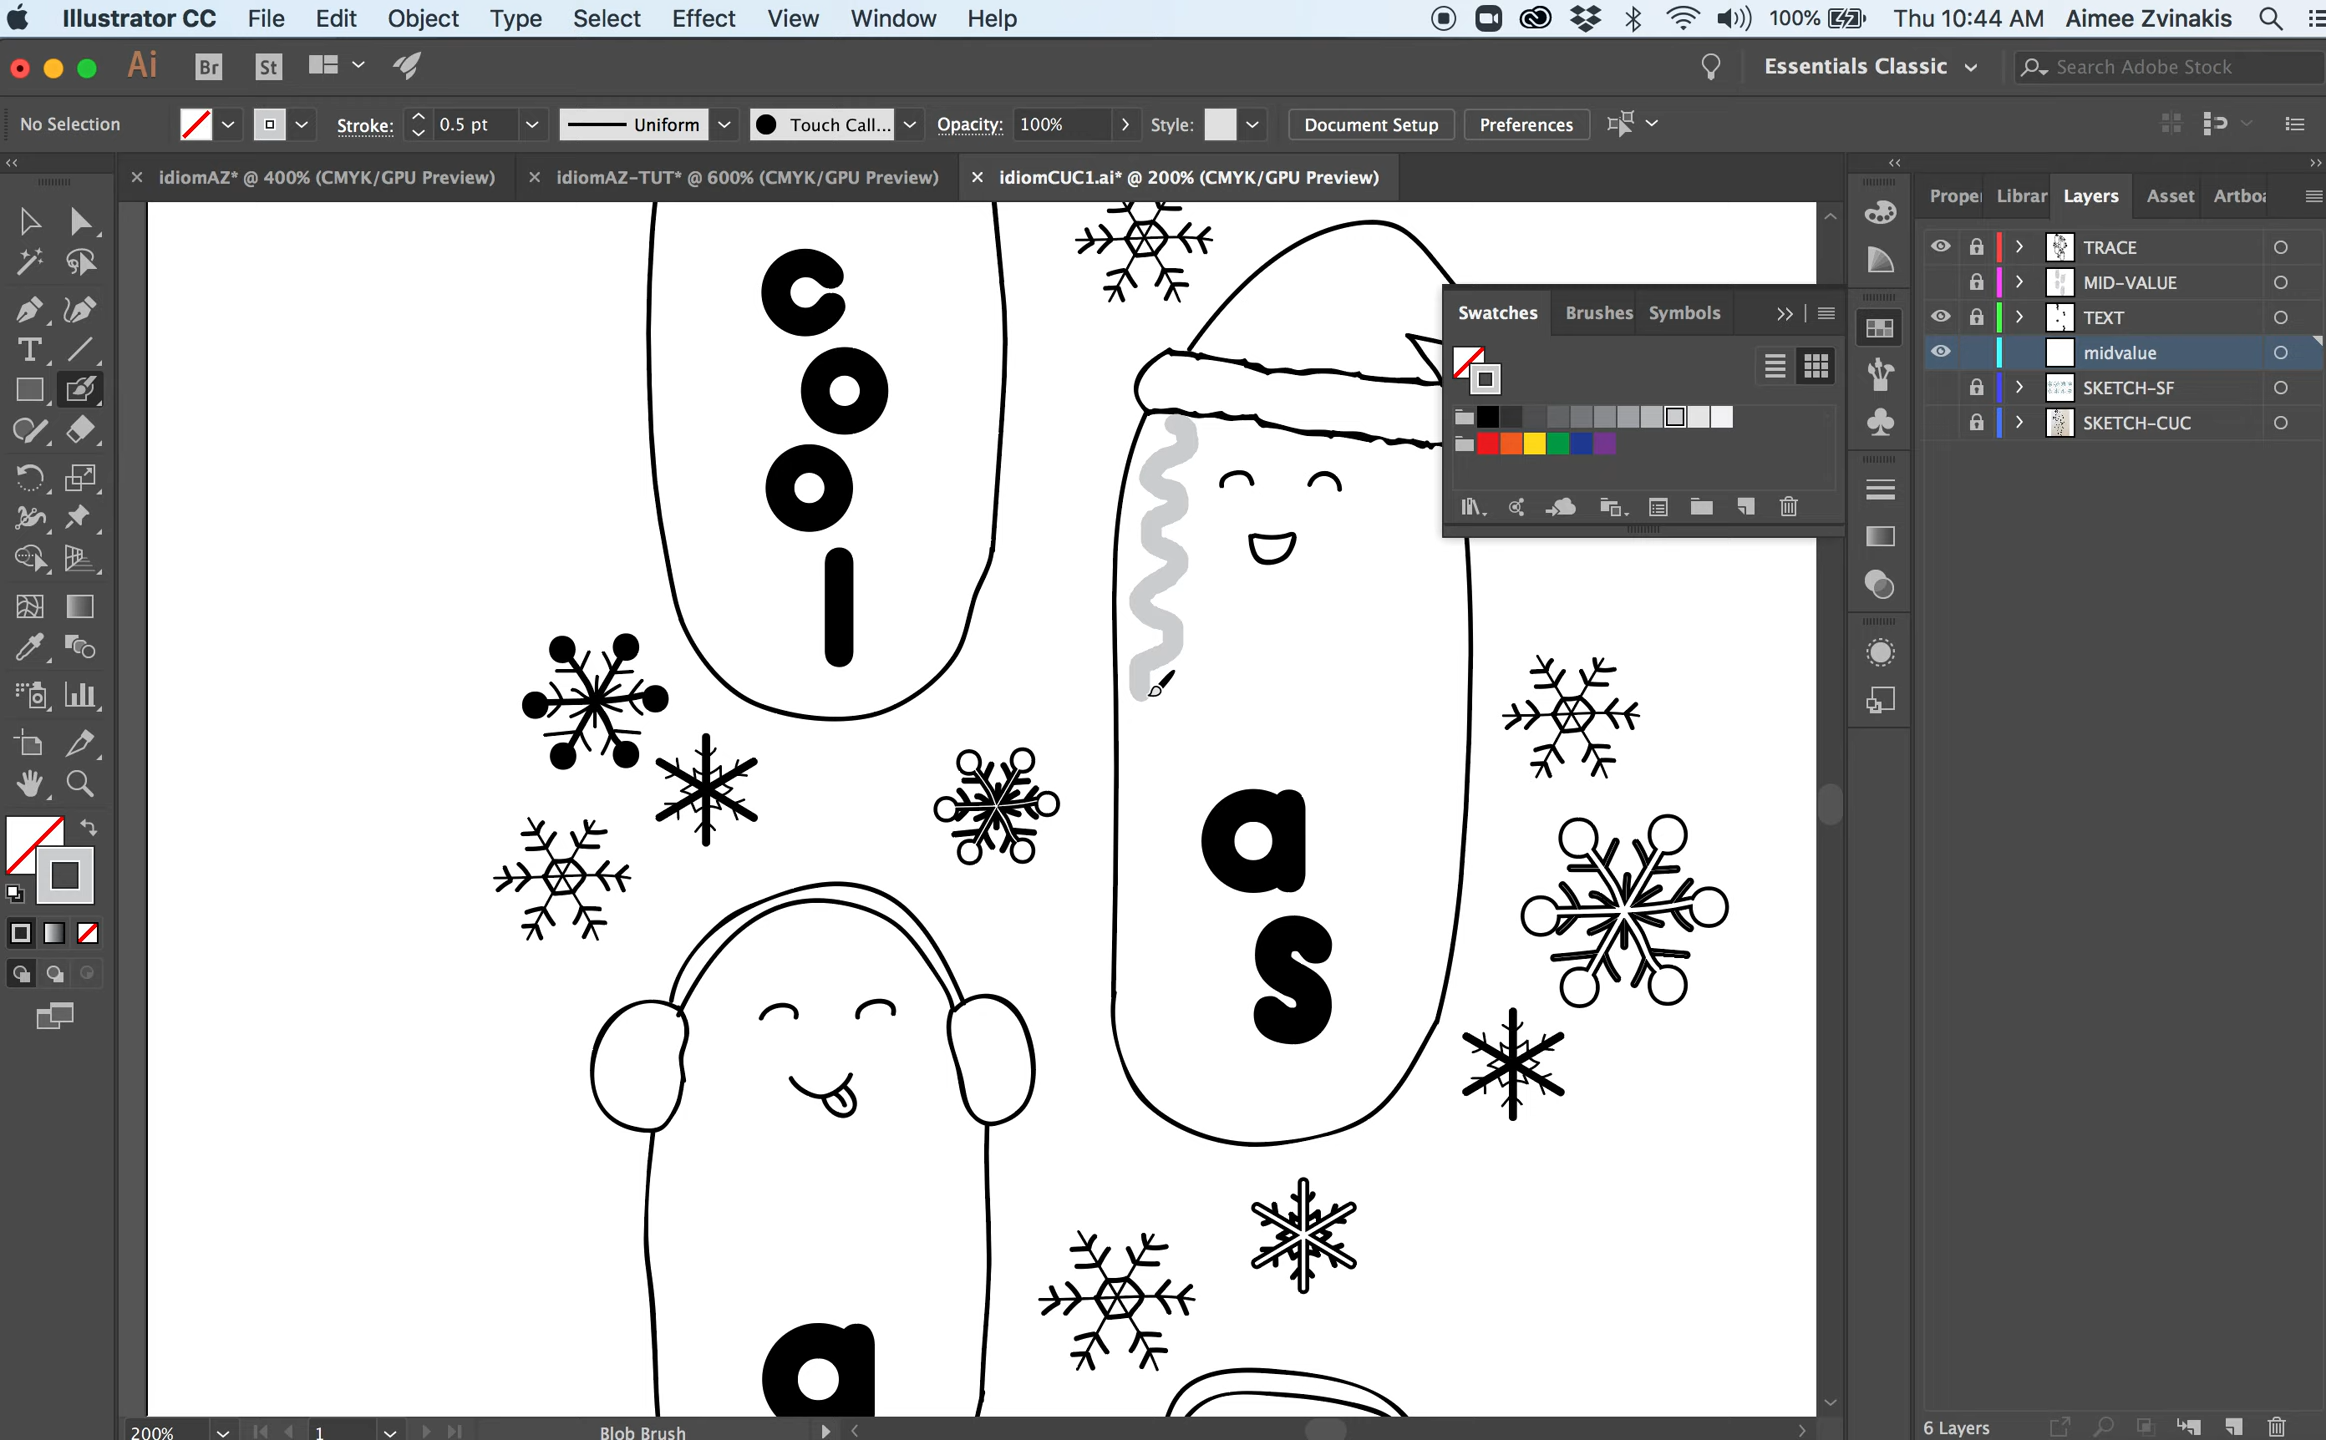 Illustrator CC File Edit Object Type Select Effect View Window Help 100% Thu 10:44 AM Aimee Zvinakis
Ai Br St Essentials Classic Search Adobe Stock
No Selection Stroke: 0.5 pt Uniform Touch Call... Opacity: 100% Style: Document Setup Preferences
idiomAZ* @ 400% (CMYK/GPU Preview) idiomAZ-TUT* @ 600% (CMYK/GPU Preview) idiomCUC1.ai* @ 200% (CMYK/GPU Preview)
Proper Librar Layers Asset Artboa
TRACE
MID-VALUE
TEXT
midvalue
SKETCH-SF
SKETCH-CUC
Swatches Brushes Symbols
c
o
o
l
a
s
a
200% 1 Blob Brush
6 Layers